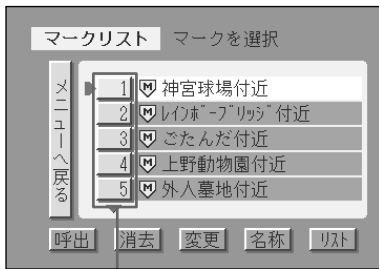 マークリスト マークを選択
メニューへ戻る
1 M 神宮球場付近
2 M レインボーブリッジ付近
3 M ごたんだ付近
4 M 上野動物園付近
5 M 外人墓地付近
呼出 消去 変更 名称 リスト